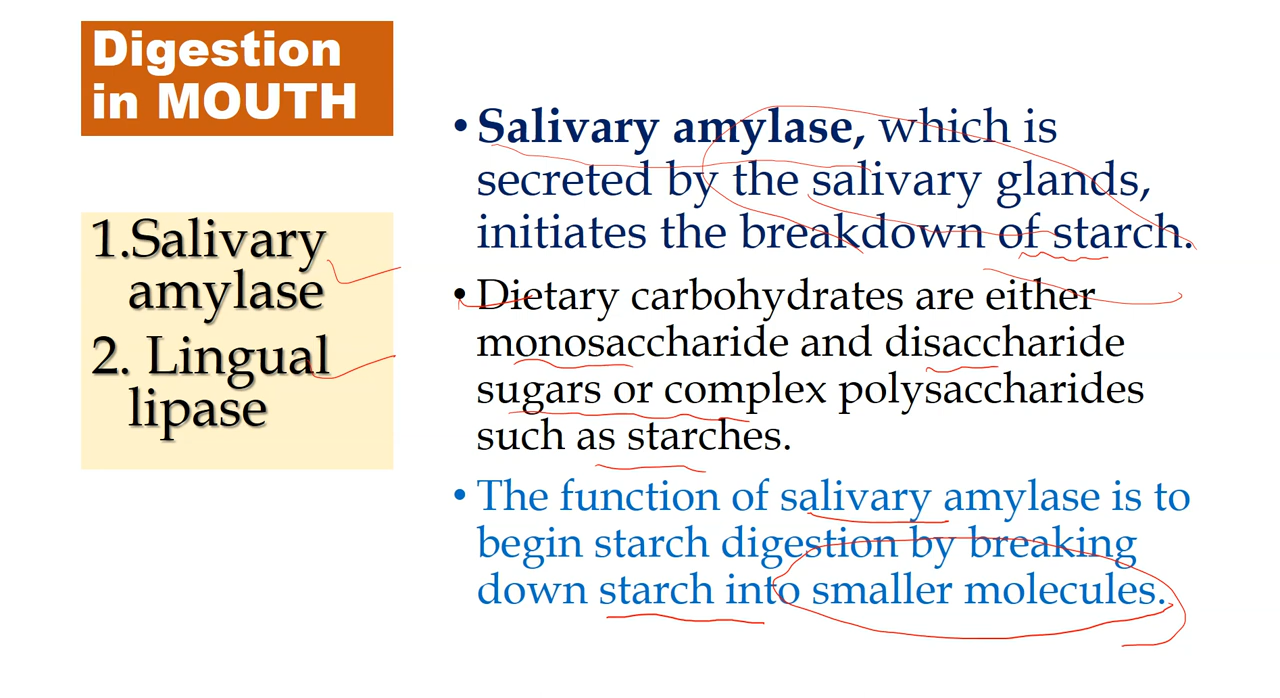 Digestion
in MOUTH
1.Salivary
amylase
2. Lingual
lipase
• Salivary amylase, which is
secreted by the salivary glands,
initiates the breakdown of starch.
• Dietary carbohydrates are either
monosaccharide and disaccharide
sugars or complex polysaccharides
such as starches.
• The function of salivary amylase is to
begin starch digestion by breaking
down starch into smaller molecules.